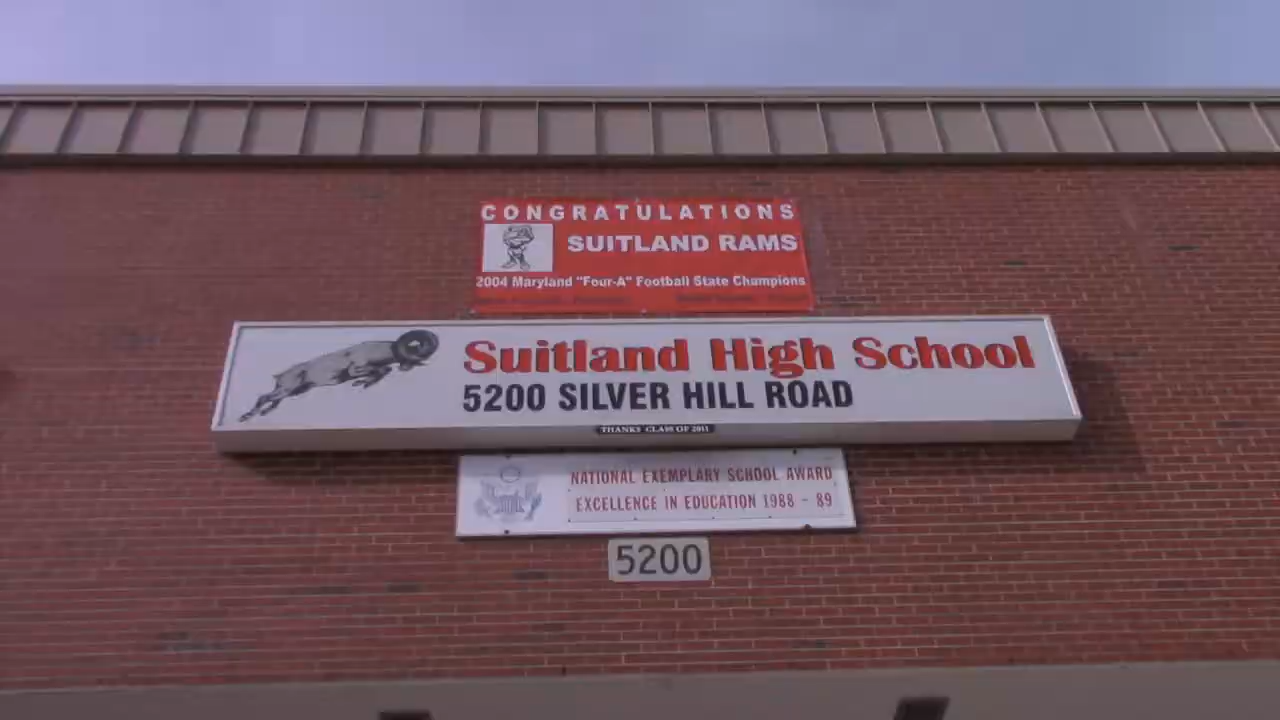 CONGRATULATIONS
SUITLAND RAMS
2004 Maryland "Four-A" Football State Champions
Suitland High School
5200 SILVER HILL ROAD
THANKS CLASS OF 2011
NATIONAL EXEMPLARY SCHOOL AWARD
EXCELLENCE IN EDUCATION 1988 - 89
5200